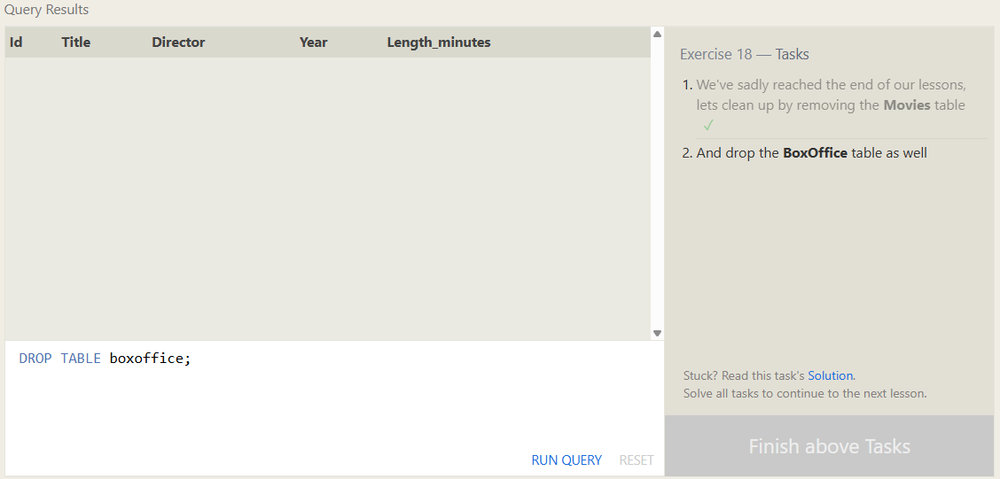 Query Results
Id Title Director Year Length_minutes
DROP TABLE boxoffice;
RUN QUERY RESET
Exercise 18 — Tasks
1. We've sadly reached the end of our lessons,
lets clean up by removing the Movies table
✓
2. And drop the BoxOffice table as well
Stuck? Read this task's Solution.
Solve all tasks to continue to the next lesson.
Finish above Tasks